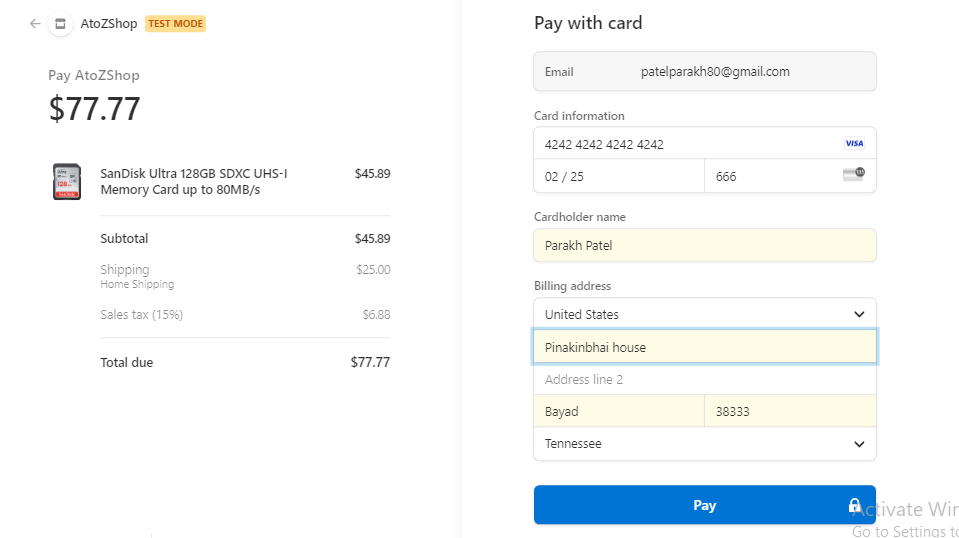 AtoZShop TEST MODE
Pay AtoZShop
$77.77
SanDisk Ultra 128GB SDXC UHS-I $45.89
Memory Card up to 80MB/s
Subtotal $45.89
Shipping $25.00
Home Shipping
Sales tax (15%) $6.88
Total due $77.77
Pay with card
Email patelparakh80@gmail.com
Card information
4242 4242 4242 4242 VISA
02 / 25 666
Cardholder name
Parakh Patel
Billing address
United States
Pinakinbhai house
Address line 2
Bayad 38333
Tennessee
Pay
Activate Win
Go to Settings to